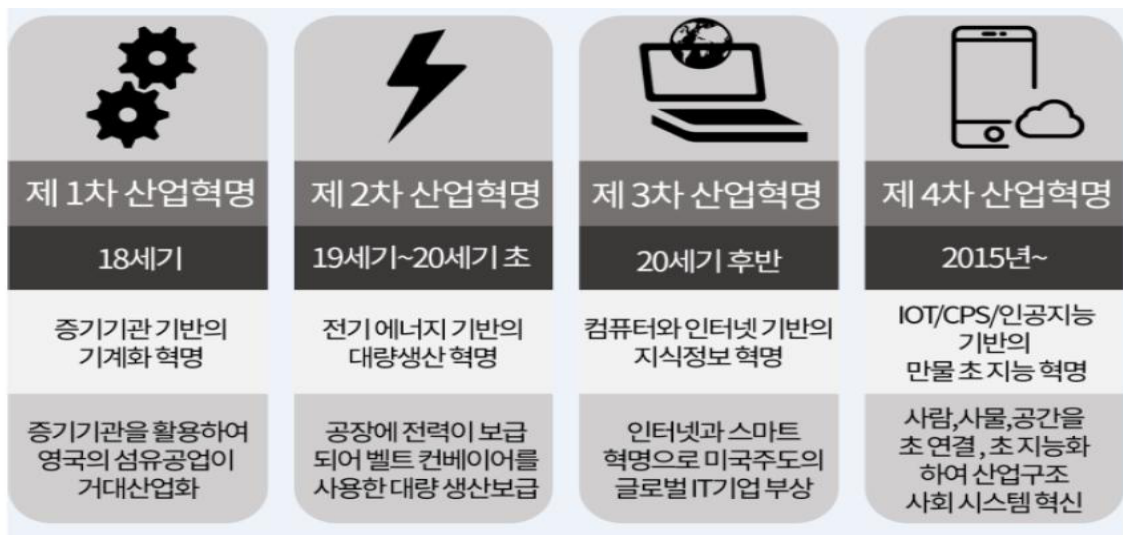 제 1차 산업혁명
18세기
증기기관 기반의
기계화 혁명
증기기관을 활용하여
영국의 섬유공업이
거대산업화
제 2차 산업혁명
19세기~20세기 초
전기 에너지 기반의
대량생산 혁명
공장에 전력이 보급
되어 벨트 컨베이어를
사용한 대량 생산보급
제 3차 산업혁명
20세기 후반
컴퓨터와 인터넷 기반의
지식정보 혁명
인터넷과 스마트
혁명으로 미국주도의
글로벌 IT기업 부상
제 4차 산업혁명
2015년~
IOT/CPS/인공지능
기반의
만물 초 지능 혁명
사람,사물,공간을
초 연결 , 초 지능화
하여 산업구조
사회 시스템 혁신